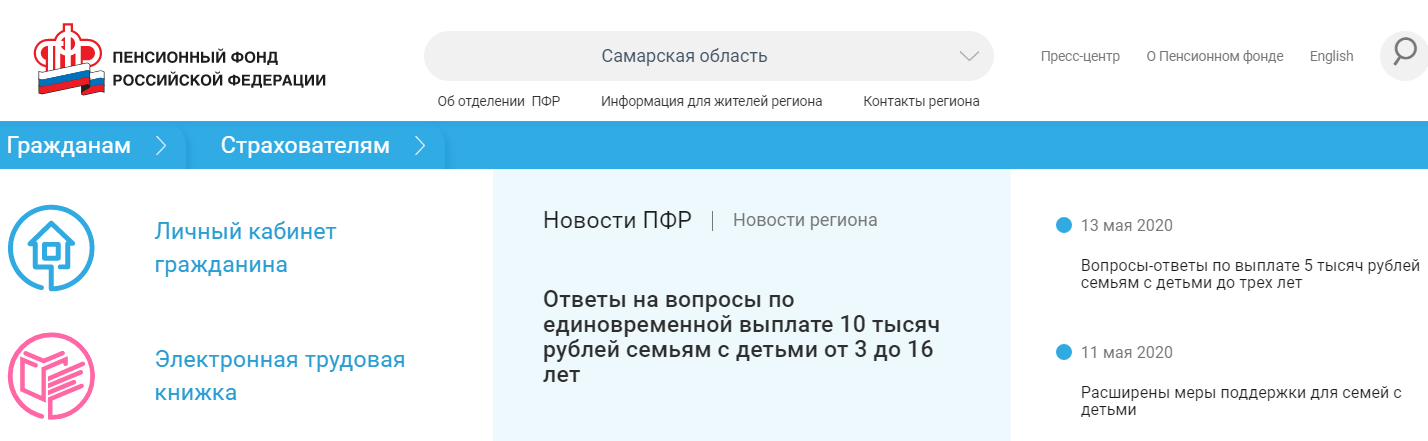 ПЕНСИОННЫЙ ФОНД
РОССИЙСКОЙ ФЕДЕРАЦИИ
Самарская область
Пресс-центр
О Пенсионном фонде
English
Об отделении ПФР
Информация для жителей региона
Контакты региона
Гражданам
Страхователям
Личный кабинет
гражданина
Электронная трудовая
книжка
Новости ПФР
Новости региона
Ответы на вопросы по
единовременной выплате 10 тысяч
рублей семьям с детьми от 3 до 16
лет
13 мая 2020
Вопросы-ответы по выплате 5 тысяч рублей
семьям с детьми до трех лет
11 мая 2020
Расширены меры поддержки для семей с
детьми